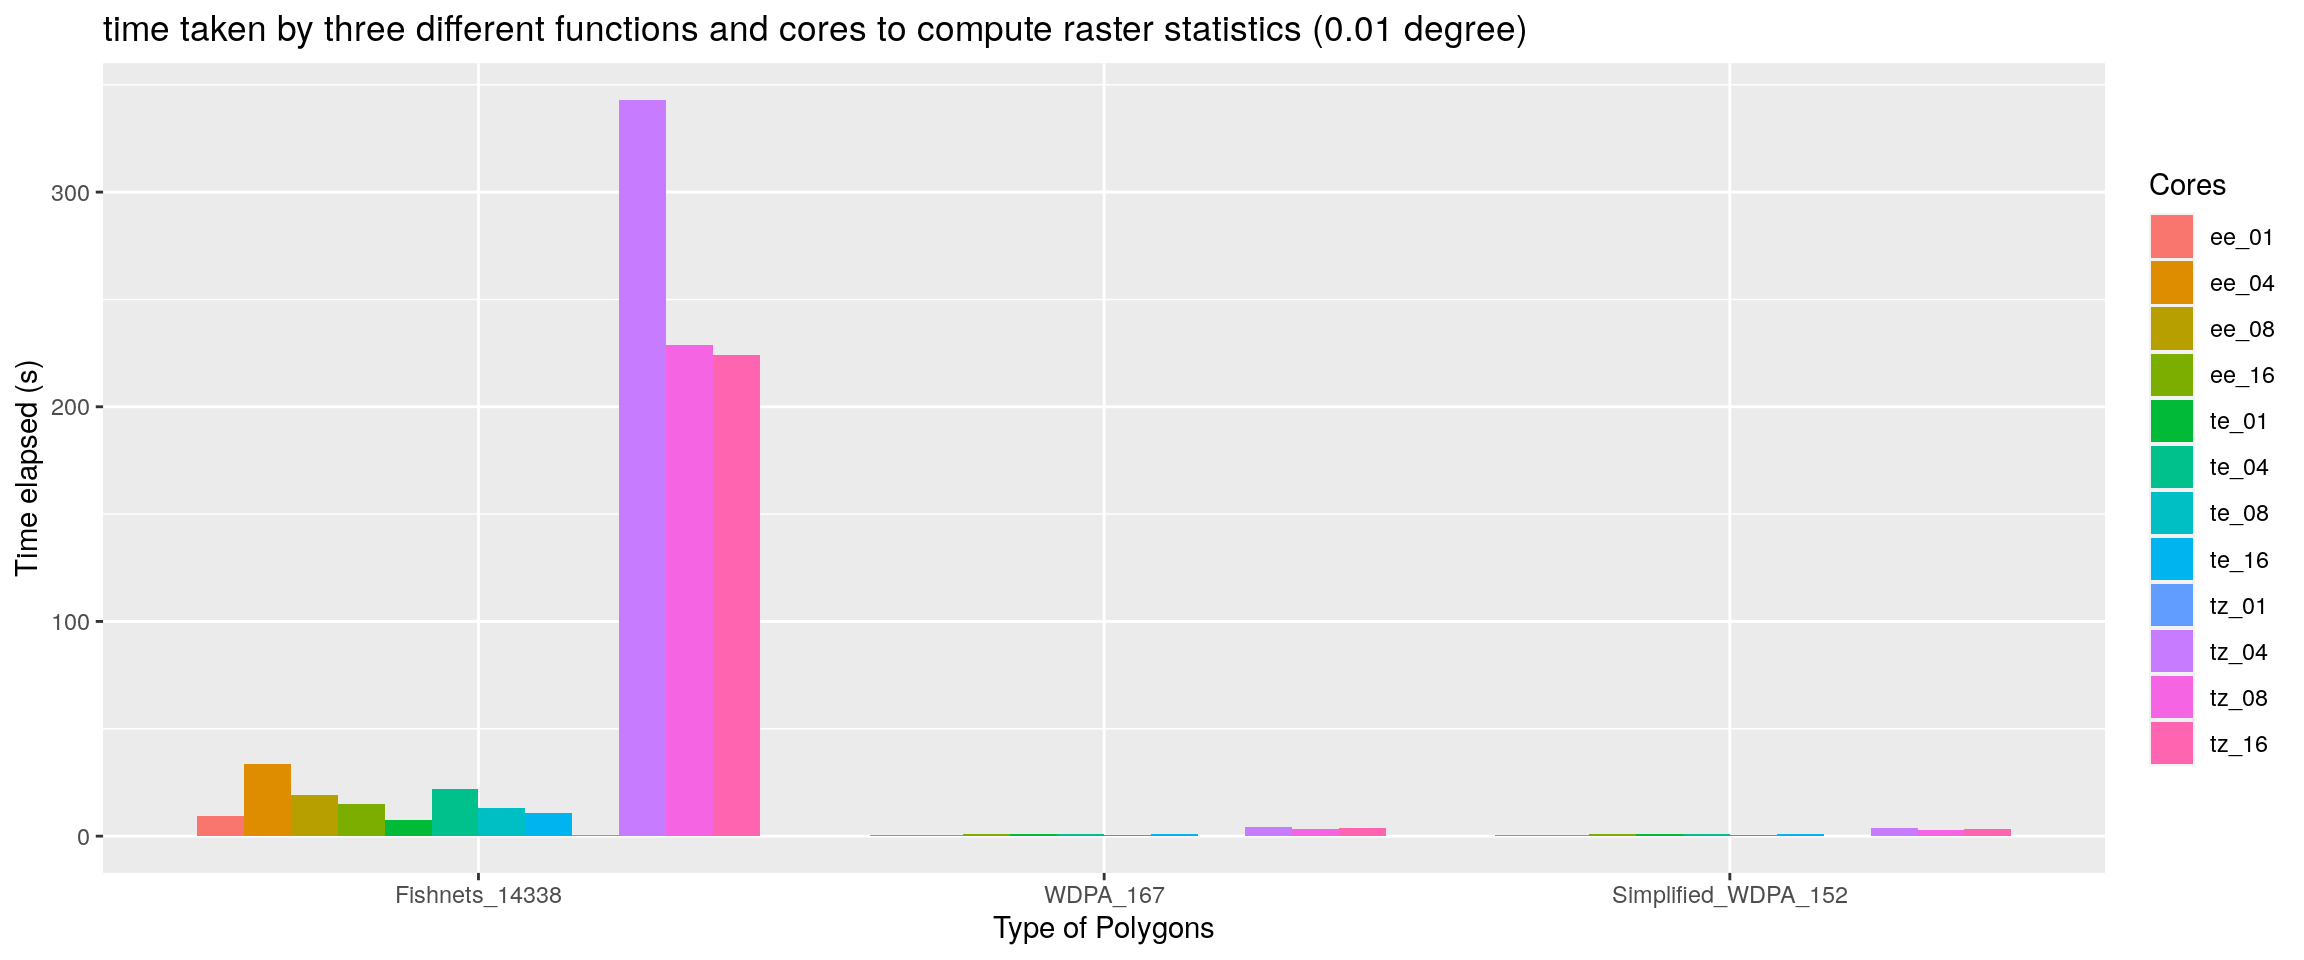 time taken by three different functions and cores to compute raster statistics (0.01 degree)
Time elapsed (s)
300
200
100
0
Fishnets_14338
WDPA_167
Simplified_WDPA_152
Type of Polygons
Cores
ee_01
ee_04
ee_08
ee_16
te_01
te_04
te_08
te_16
tz_01
tz_04
tz_08
tz_16